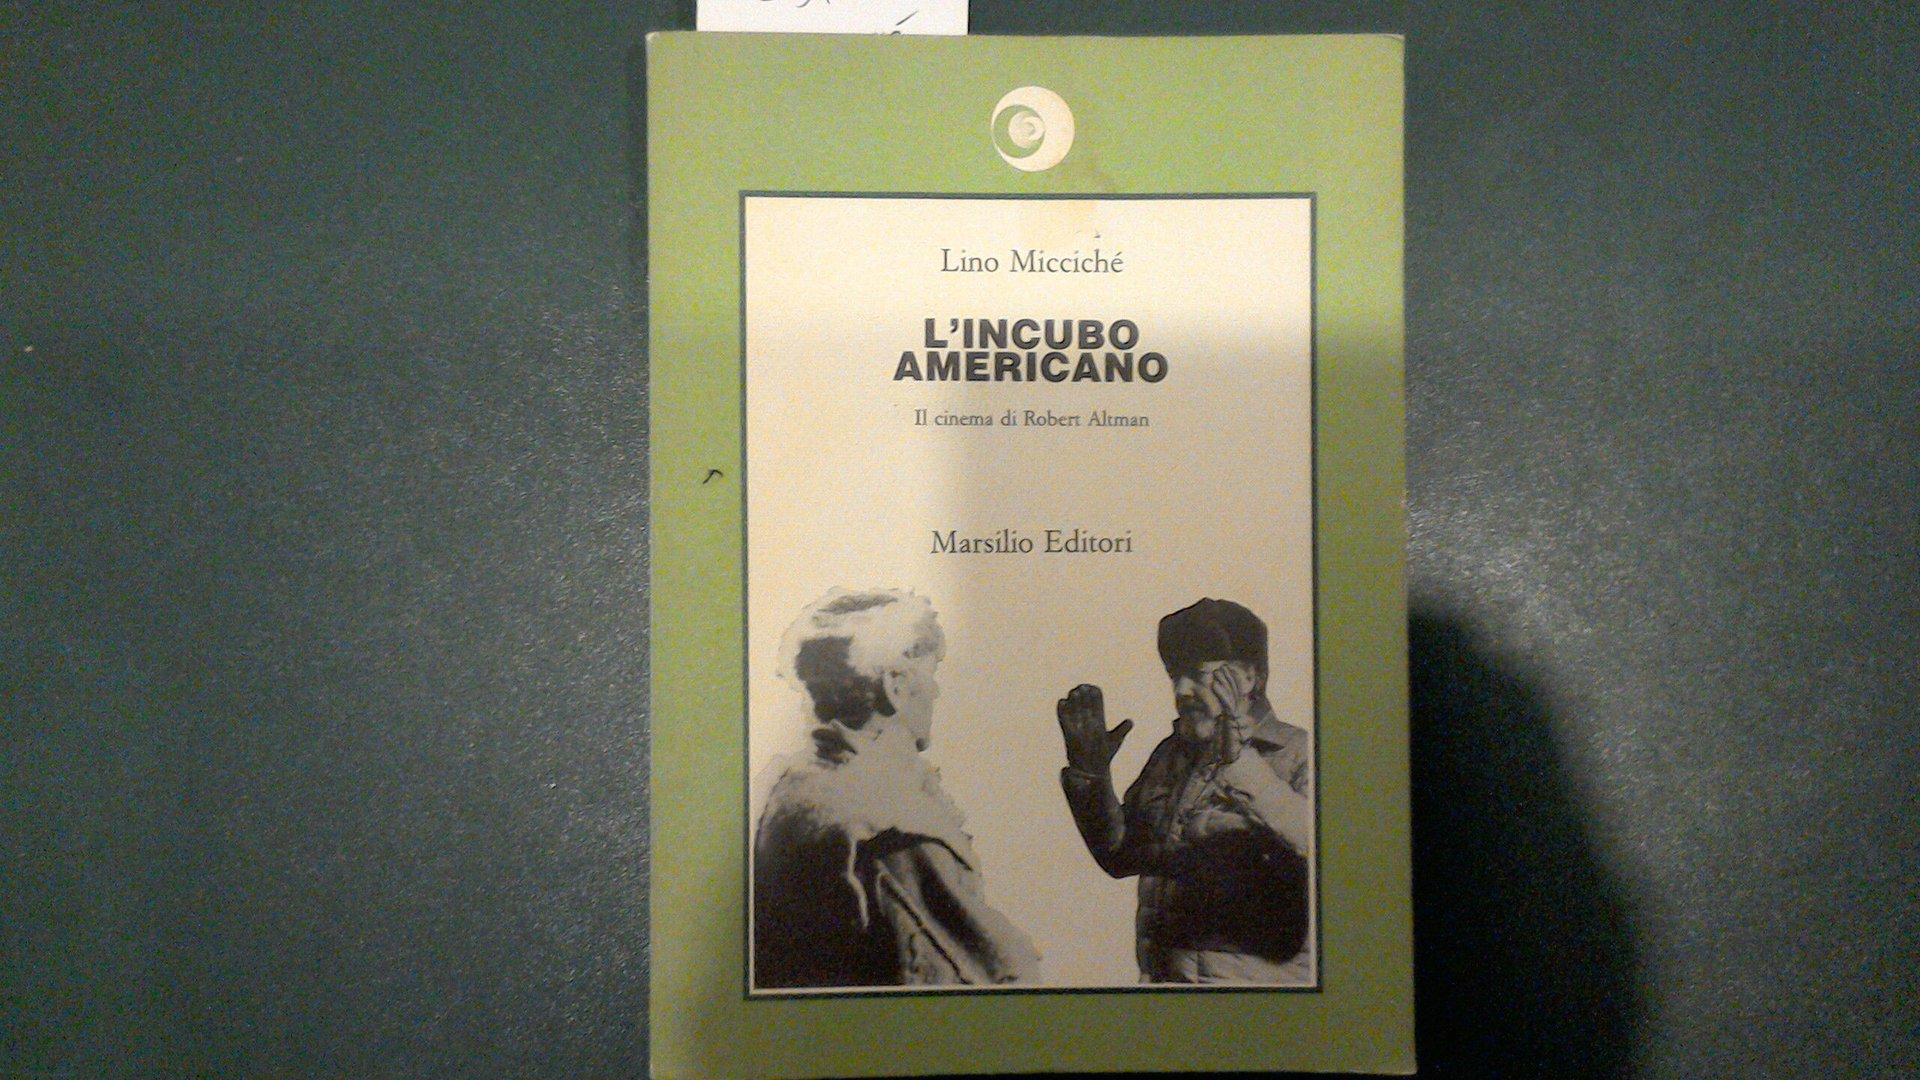 Lino Micciché
L'INCUBO
AMERICANO
Il cinema di Robert Altman
Marsilio Editori